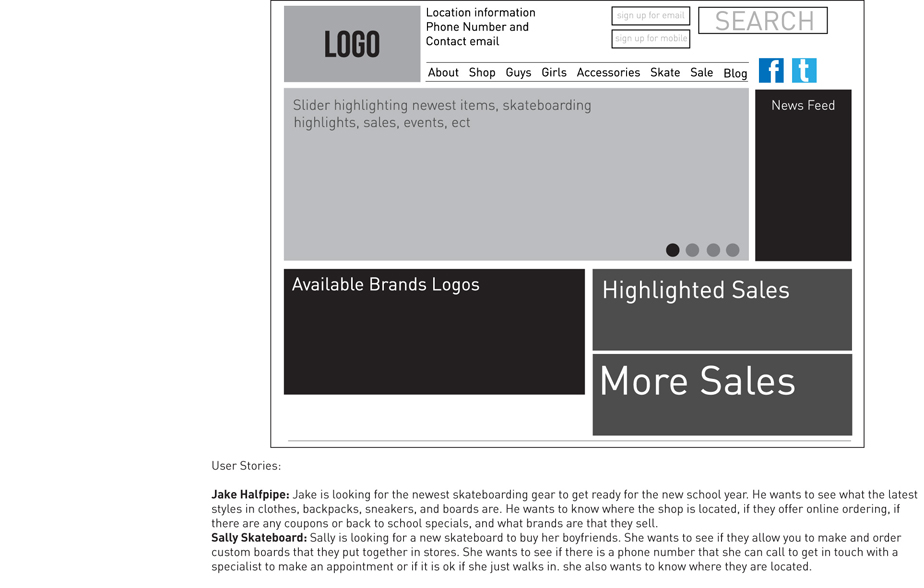 LOGO
Location information
Phone Number and
Contact email
sign up for email
sign up for mobile
SEARCH
About Shop Guys Girls Accessories Skate Sale Blog
f t
Slider highlighting newest items, skateboarding
highlights, sales, events, ect
News Feed
Available Brands Logos
Highlighted Sales
More Sales
User Stories:
Jake Halfpipe: Jake is looking for the newest skateboarding gear to get ready for the new school year. He wants to see what the latest
styles in clothes, backpacks, sneakers, and boards are. He wants to know where the shop is located, if they offer online ordering, if
there are any coupons or back to school specials, and what brands are that they sell.
Sally Skateboard: Sally is looking for a new skateboard to buy her boyfriends. She wants to see if they allow you to make and order
custom boards that they put together in stores. She wants to see if there is a phone number that she can call to get in touch with a
specialist to make an appointment or if it is ok if she just walks in. she also wants to know where they are located.